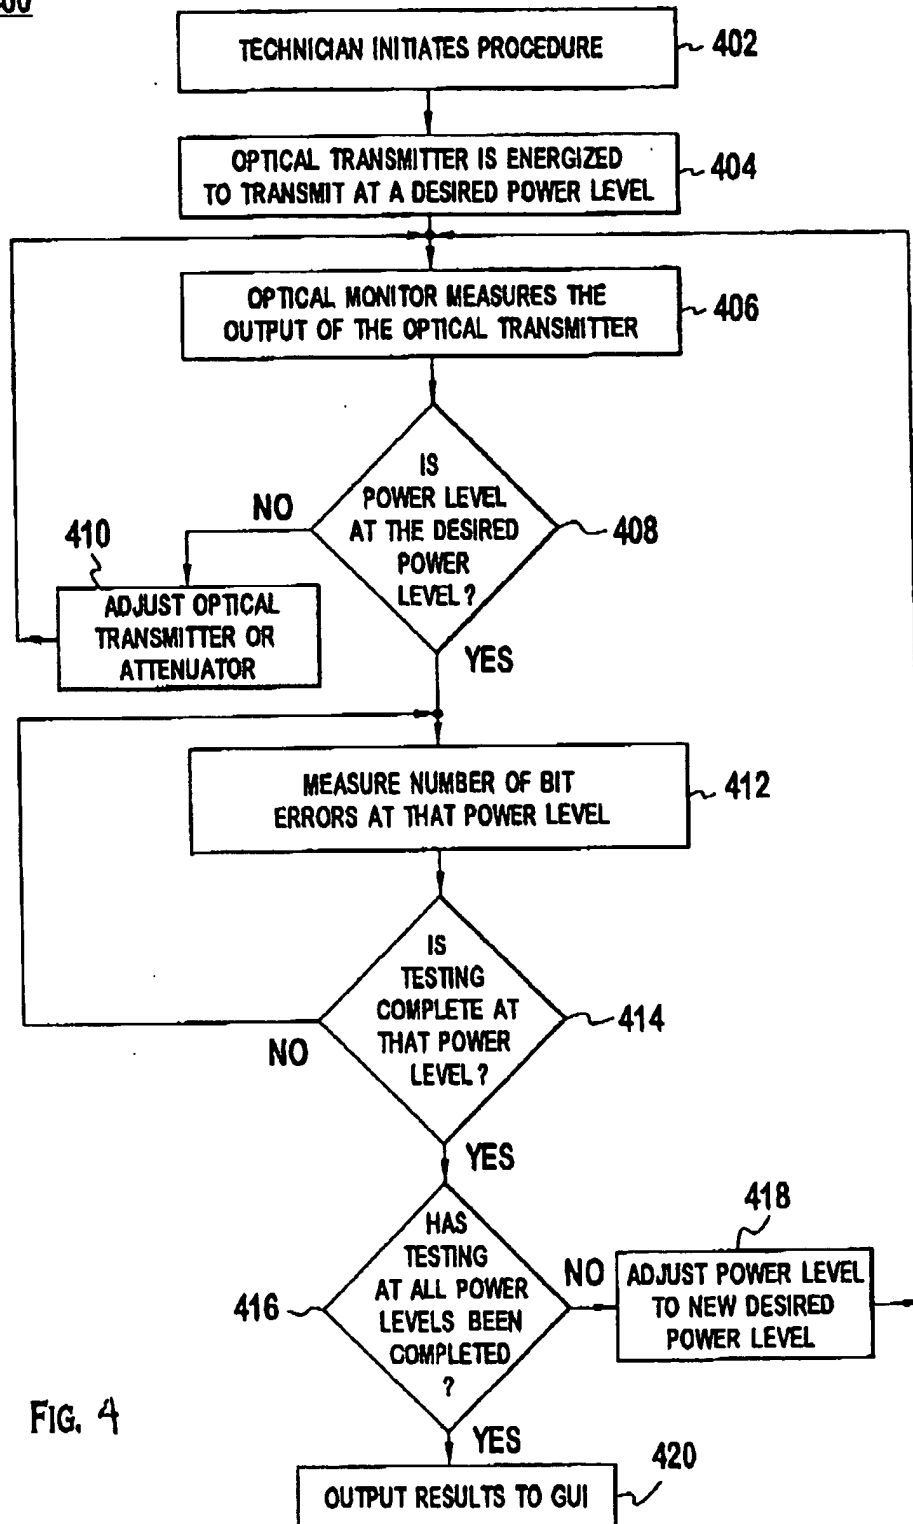 TECHNICIAN INITIATES PROCEDURE
402
OPTICAL TRANSMITTER IS ENERGIZED
TO TRANSMIT AT A DESIRED POWER LEVEL
404
OPTICAL MONITOR MEASURES THE
OUTPUT OF THE OPTICAL TRANSMITTER
406
IS
POWER LEVEL
AT THE DESIRED
POWER
LEVEL?
408
NO
410
ADJUST OPTICAL
TRANSMITTER OR
ATTENUATOR
YES
MEASURE NUMBER OF BIT
ERRORS AT THAT POWER LEVEL
412
IS
TESTING
COMPLETE AT
THAT POWER
LEVEL?
414
NO
YES
HAS
TESTING
AT ALL POWER
LEVELS BEEN
COMPLETED
?
416
NO
418
ADJUST POWER LEVEL
TO NEW DESIRED
POWER LEVEL
YES
FIG. 4
OUTPUT RESULTS TO GUI
420